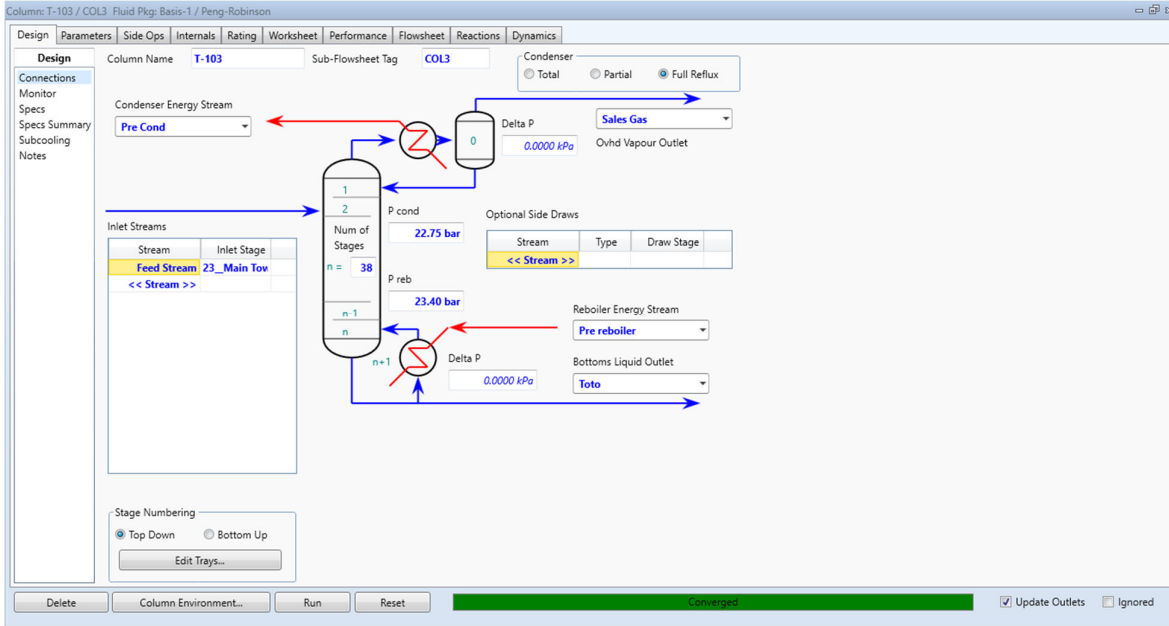 Column: T-103 / COL3 Fluid Pkg: Basis-1 / Peng-Robinson
Design Parameters Side Ops Internals Rating Worksheet Performance Flowsheet Reactions Dynamics
Design
Connections
Monitor
Specs
Specs Summary
Subcooling
Notes
Column Name T-103 Sub-Flowsheet Tag COL3
Condenser
Total Partial Full Reflux
Condenser Energy Stream
Pre Cond
0
Delta P
0.0000 kPa
Sales Gas
Ovhd Vapour Outlet
1
2
Num of
Stages
n = 38
n-1
n
n+1
P cond
22.75 bar
P reb
23.40 bar
Delta P
0.0000 kPa
Inlet Streams
Stream Inlet Stage
Feed Stream 23__Main Tow
<< Stream >>
Optional Side Draws
Stream Type Draw Stage
<< Stream >>
Reboiler Energy Stream
Pre reboiler
Bottoms Liquid Outlet
Toto
Stage Numbering
Top Down Bottom Up
Edit Trays...
Delete Column Environment... Run Reset Converged Update Outlets Ignored